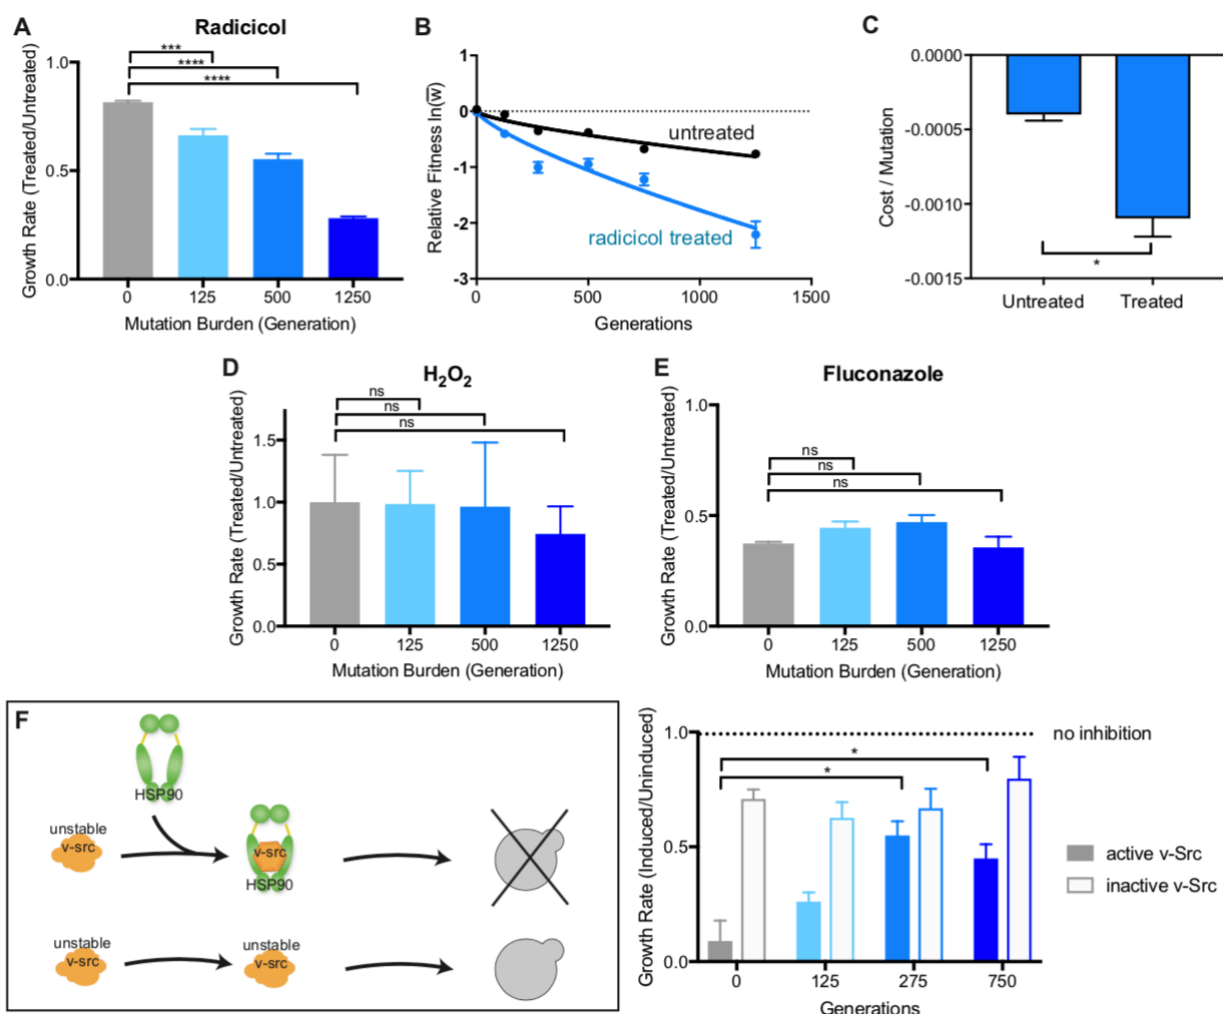 A
Radicicol
Growth Rate (Treated/Untreated)
1.0
0.5
0.0
***
****
****
0 125 500 1250
Mutation Burden (Generation)
B
Relative Fitness ln(w̅)
1
0
-1
-2
-3
untreated
radicicol treated
0 500 1000 1500
Generations
C
Cost / Mutation
0.0000
-0.0005
-0.0010
-0.0015
*
Untreated Treated
D
H₂O₂
Growth Rate (Treated/Untreated)
1.5
1.0
0.5
0.0
ns
ns
ns
0 125 500 1250
Mutation Burden (Generation)
E
Fluconazole
Growth Rate (Treated/Untreated)
1.0
0.5
0.0
ns
ns
ns
0 125 500 1250
Mutation Burden (Generation)
F
HSP90
unstable
v-src
v-src
HSP90
unstable
v-src
unstable
v-src
Growth Rate (Induced/Uninduced)
1.0
0.5
0.0
no inhibition
*
*
active v-Src
inactive v-Src
0 125 275 750
Generations